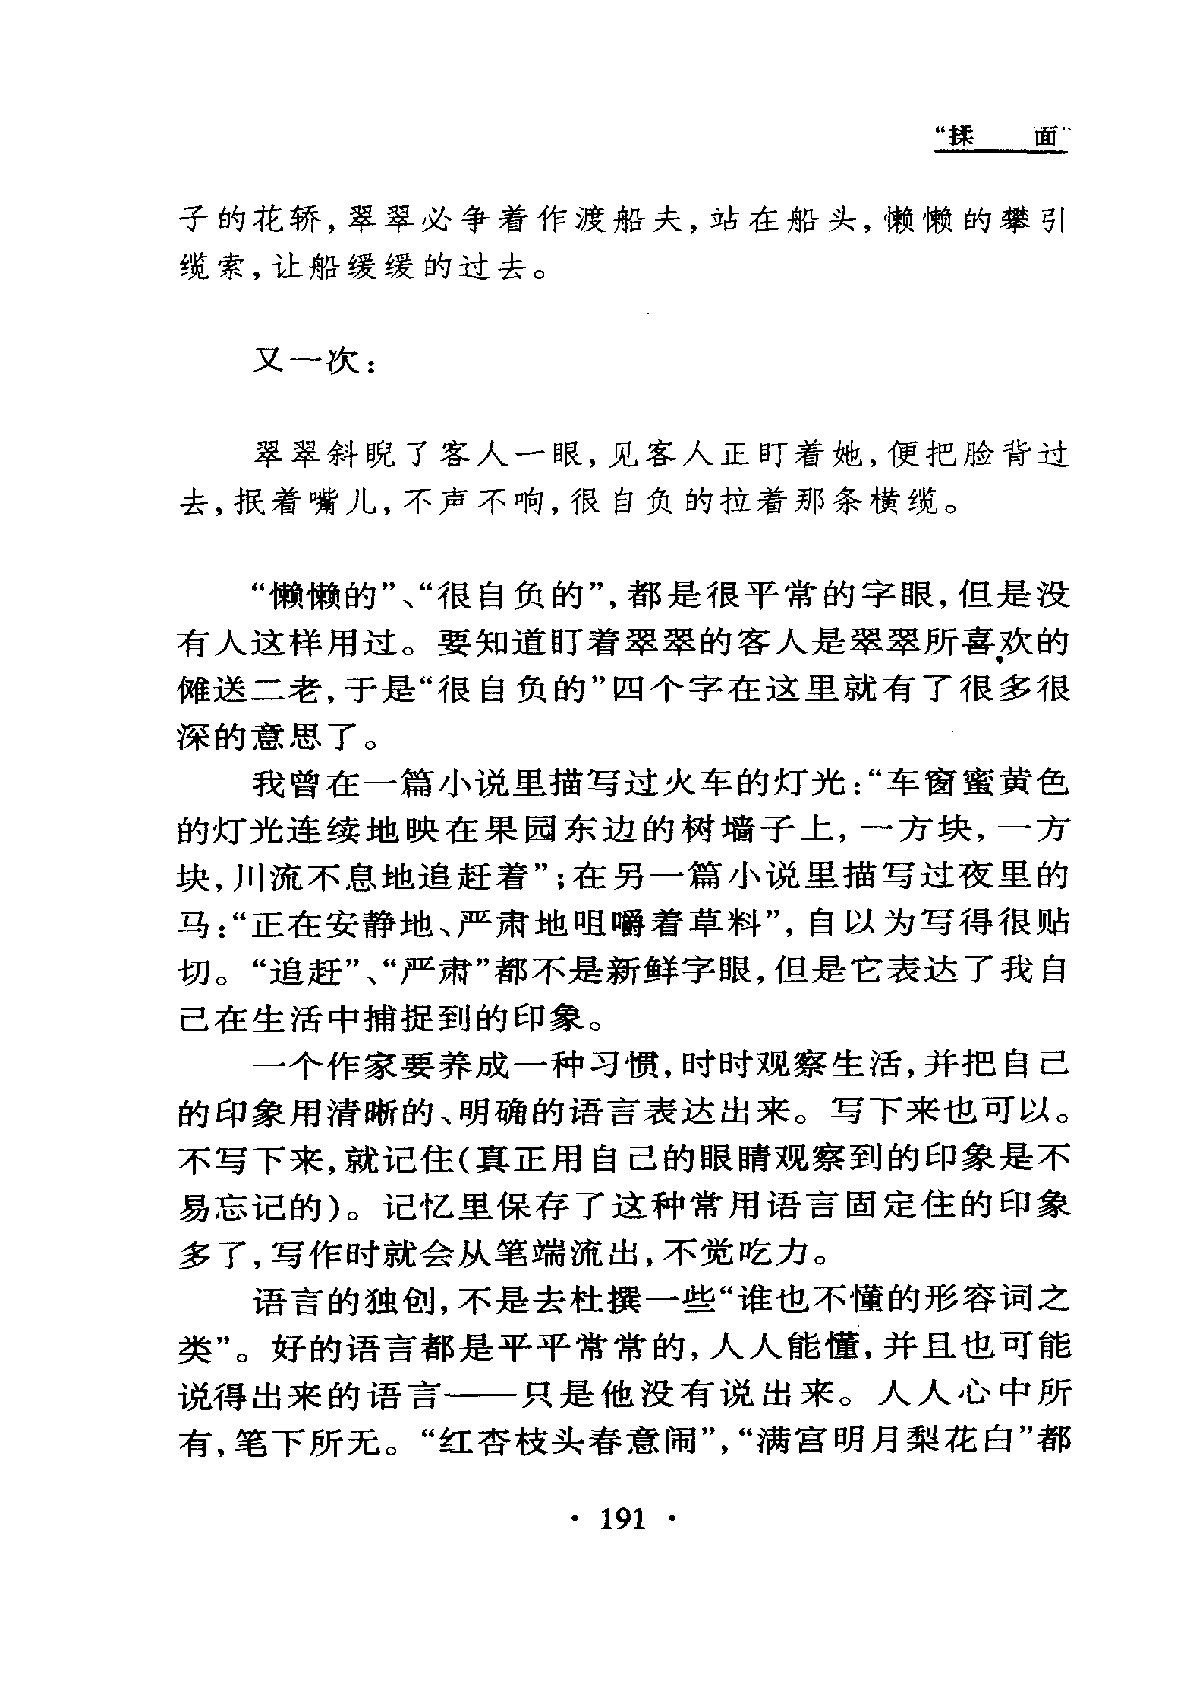 “揉　　面”
子的花轿，翠翠必争着作渡船夫，站在船头，懒懒的攀引
缆索，让船缓缓的过去。
又一次：
翠翠斜睨了客人一眼，见客人正盯着她，便把脸背过
去，抿着嘴儿，不声不响，很自负的拉着那条横缆。
“懒懒的”、“很自负的”，都是很平常的字眼，但是没
有人这样用过。要知道盯着翠翠的客人是翠翠所喜欢的
傩送二老，于是“很自负的”四个字在这里就有了很多很
深的意思了。
我曾在一篇小说里描写过火车的灯光：“车窗蜜黄色
的灯光连续地映在果园东边的树墙子上，一方块，一方
块，川流不息地追赶着”；在另一篇小说里描写过夜里的
马：“正在安静地、严肃地咀嚼着草料”，自以为写得很贴
切。“追赶”、“严肃”都不是新鲜字眼，但是它表达了我自
己在生活中捕捉到的印象。
一个作家要养成一种习惯，时时观察生活，并把自己
的印象用清晰的、明确的语言表达出来。写下来也可以。
不写下来，就记住（真正用自己的眼睛观察到的印象是不
易忘记的）。记忆里保存了这种常用语言固定住的印象
多了，写作时就会从笔端流出，不觉吃力。
语言的独创，不是去杜撰一些“谁也不懂的形容词之
类”。好的语言都是平平常常的，人人能懂，并且也可能
说得出来的语言——只是他没有说出来。人人心中所
有，笔下所无。“红杏枝头春意闹”，“满宫明月梨花白”都
· 191 ·